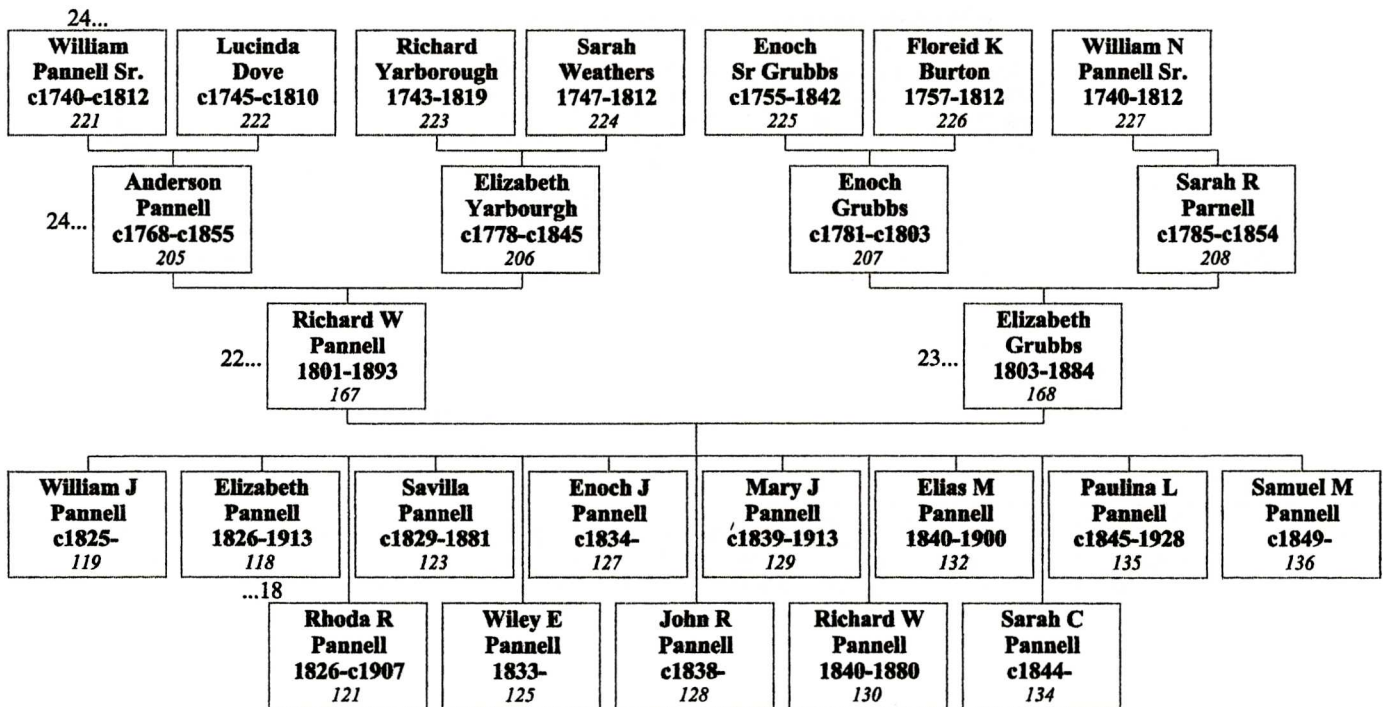 24...
William
Pannell Sr.
c1740-c1812
221
Lucinda
Dove
c1745-c1810
222
Richard
Yarborough
1743-1819
223
Sarah
Weathers
1747-1812
224
Enoch
Sr Grubbs
c1755-1842
225
Floreid K
Burton
1757-1812
226
William N
Pannell Sr.
1740-1812
227
24...
Anderson
Pannell
c1768-c1855
205
Elizabeth
Yarbourgh
c1778-c1845
206
Enoch
Grubbs
c1781-c1803
207
Sarah R
Parnell
c1785-c1854
208
22...
Richard W
Pannell
1801-1893
167
23...
Elizabeth
Grubbs
1803-1884
168
William J
Pannell
c1825-
119
Elizabeth
Pannell
1826-1913
118
...18
Savilla
Pannell
c1829-1881
123
Enoch J
Pannell
c1834-
127
Mary J
Pannell
c1839-1913
129
Elias M
Pannell
1840-1900
132
Paulina L
Pannell
c1845-1928
135
Samuel M
Pannell
c1849-
136
Rhoda R
Pannell
1826-c1907
121
Wiley E
Pannell
1833-
125
John R
Pannell
c1838-
128
Richard W
Pannell
1840-1880
130
Sarah C
Pannell
c1844-
134